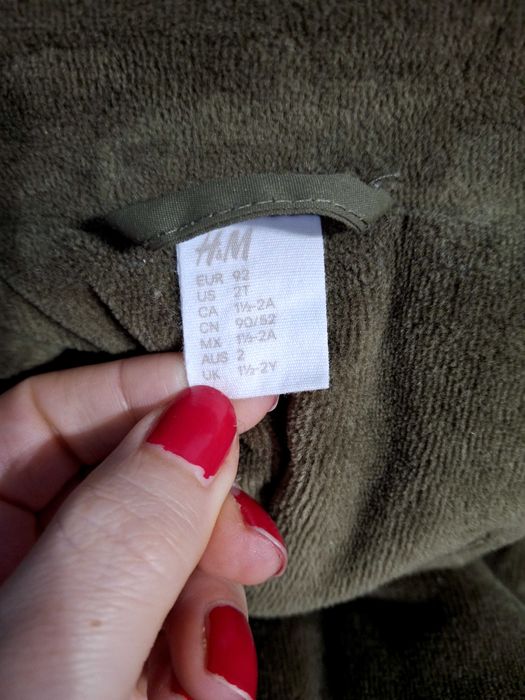 H&M
EUR 92
US 2T
CA 1½-2A
CN 90/52
MX 1½-2A
AUS 2
UK 1½-2Y